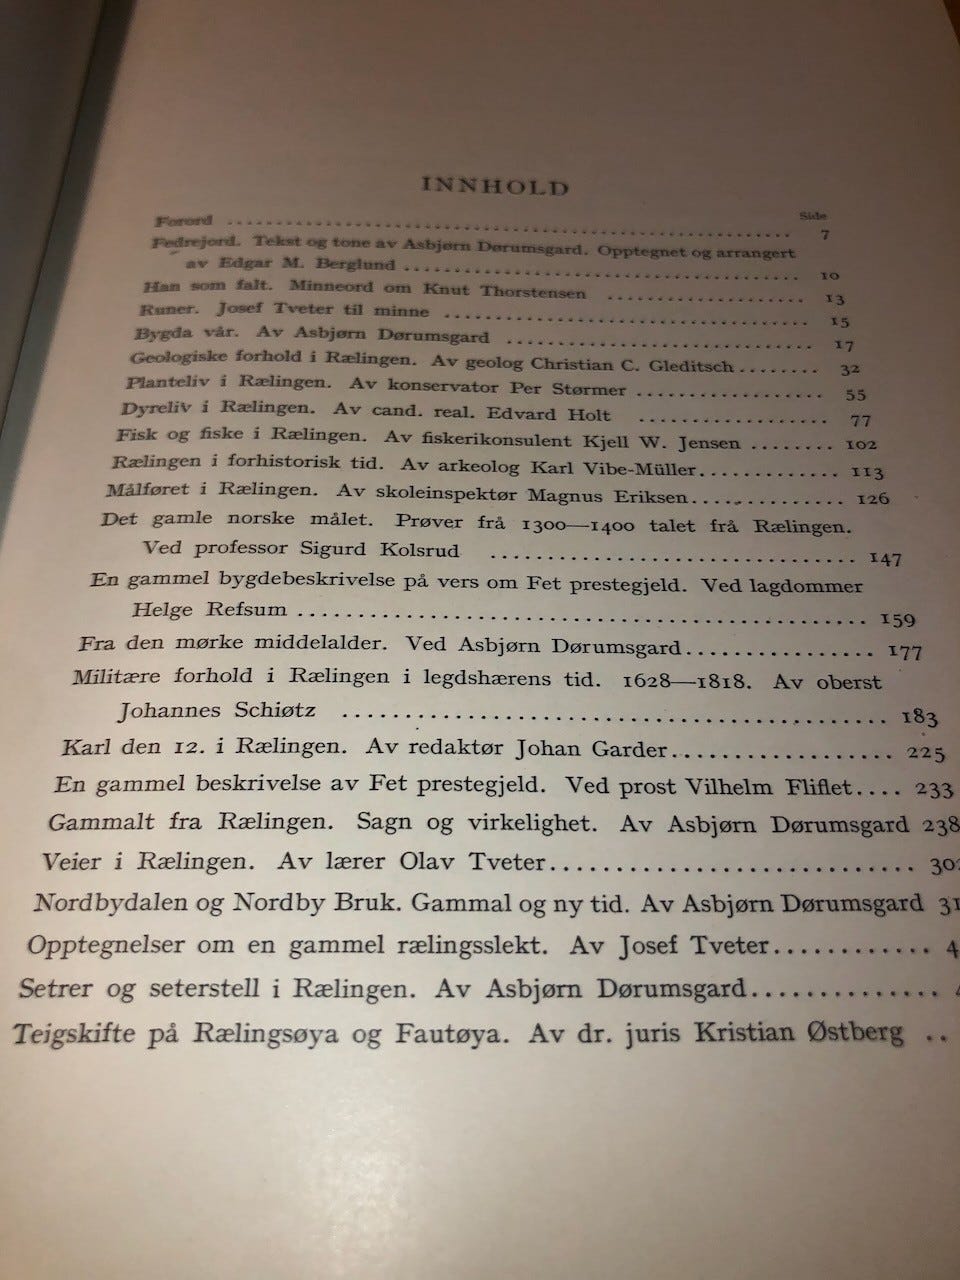 INNHOLD
Side
Forord ........................................ 7
Fedrejord. Tekst og tone av Asbjørn Dørumsgard. Opptegnet og arrangert
av Edgar M. Berglund ........................................ 10
Han som falt. Minneord om Knut Thorstensen .................... 13
Runer. Josef Tveter til minne .................................... 15
Bygda vår. Av Asbjørn Dørumsgard .............................. 17
Geologiske forhold i Rælingen. Av geolog Christian C. Gleditsch ........ 32
Planteliv i Rælingen. Av konservator Per Størmer .................. 55
Dyreliv i Rælingen. Av cand. real. Edvard Holt .................. 77
Fisk og fiske i Rælingen. Av fiskerikonsulent Kjell W. Jensen ........ 102
Rælingen i forhistorisk tid. Av arkeolog Karl Vibe-Müller............. 113
Målføret i Rælingen. Av skoleinspektør Magnus Eriksen.............. 126
Det gamle norske målet. Prøver frå 1300—1400 talet frå Rælingen.
Ved professor Sigurd Kolsrud .................................. 147
En gammel bygdebeskrivelse på vers om Fet prestegjeld. Ved lagdommer
Helge Refsum ................................................ 159
Fra den mørke middelalder. Ved Asbjørn Dørumsgard................ 177
Militære forhold i Rælingen i legdshærens tid. 1628—1818. Av oberst
Johannes Schiøtz ............................................ 183
Karl den 12. i Rælingen. Av redaktør Johan Garder.................. 225
En gammel beskrivelse av Fet prestegjeld. Ved prost Vilhelm Fliflet.... 233
Gammalt fra Rælingen. Sagn og virkelighet. Av Asbjørn Dørumsgard 238
Veier i Rælingen. Av lærer Olav Tveter............................. 30
Nordbydalen og Nordby Bruk. Gammal og ny tid. Av Asbjørn Dørumsgard 31
Opptegnelser om en gammel rælingsslekt. Av Josef Tveter............ 4
Setrer og seterstell i Rælingen. Av Asbjørn Dørumsgard..............
Teigskifte på Rælingsøya og Fautøya. Av dr. juris Kristian Østberg ..